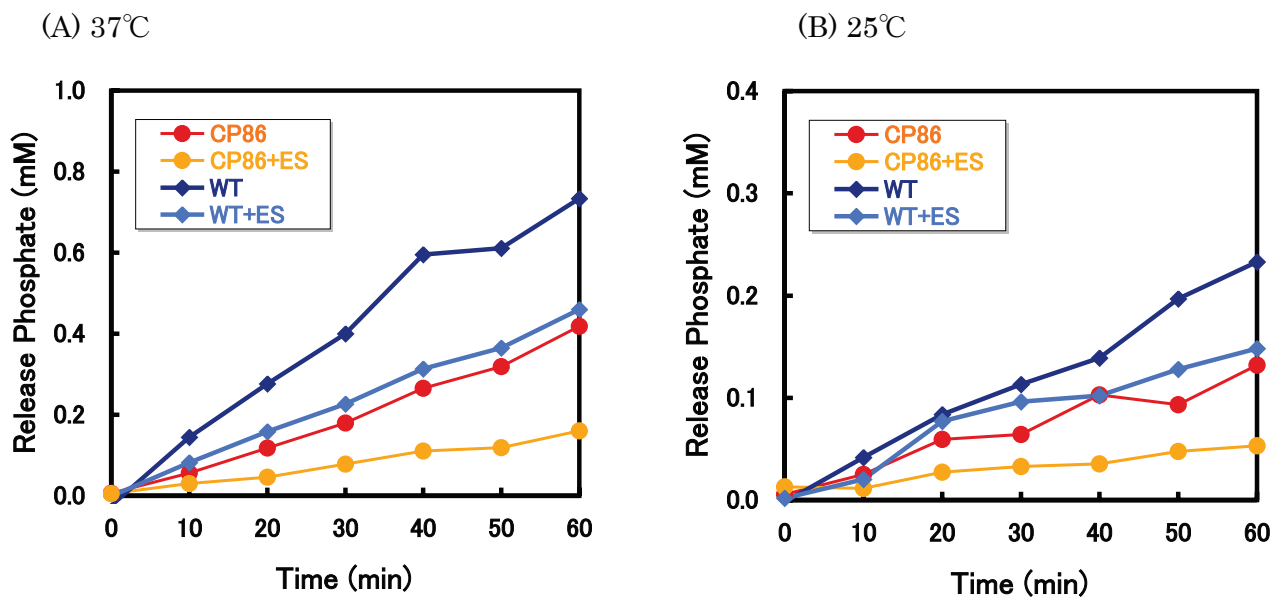 (A) 37℃
1.0
0.8
0.6
0.4
0.2
0.0
Release Phosphate (mM)
CP86
CP86+ES
WT
WT+ES
0 10 20 30 40 50 60
Time (min)
(B) 25℃
0.4
0.3
0.2
0.1
0.0
Release Phosphate (mM)
CP86
CP86+ES
WT
WT+ES
0 10 20 30 40 50 60
Time (min)